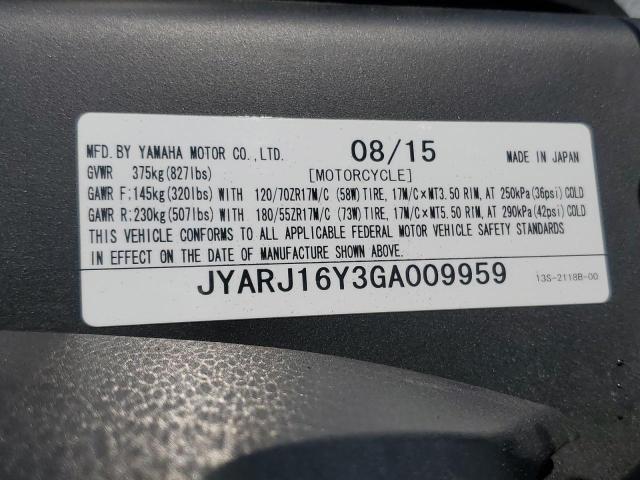 MFD. BY YAMAHA MOTOR CO., LTD. 08/15 MADE IN JAPAN
GVWR 375kg(827lbs) [MOTORCYCLE]
GAWR F:145kg(320lbs) WITH 120/70ZR17M/C (58W) TIRE, 17M/C×MT3.50 RIM, AT 250kPa(36psi) COLD
GAWR R:230kg(507lbs) WITH 180/55ZR17M/C (73W) TIRE, 17M/C×MT5.50 RIM, AT 290kPa(42psi) COLD
THIS VEHICLE CONFORMS TO ALL APPLICABLE FEDERAL MOTOR VEHICLE SAFETY STANDARDS
IN EFFECT ON THE DATE OF MANUFACTURE SHOWN ABOVE.
JYARJ16Y3GA009959 13S-2118B-00